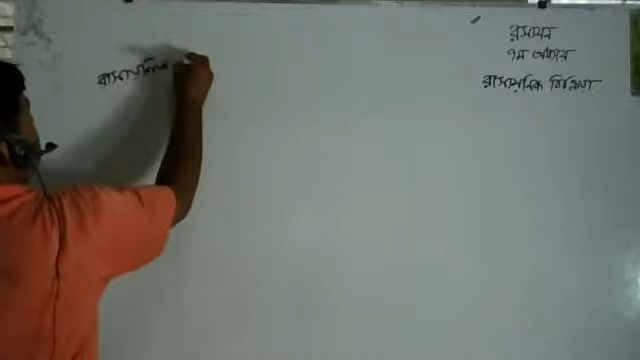 রসায়ন
৭ম অধ্যায়
রাসায়নিক বিক্রিয়া
রাসায়নিক